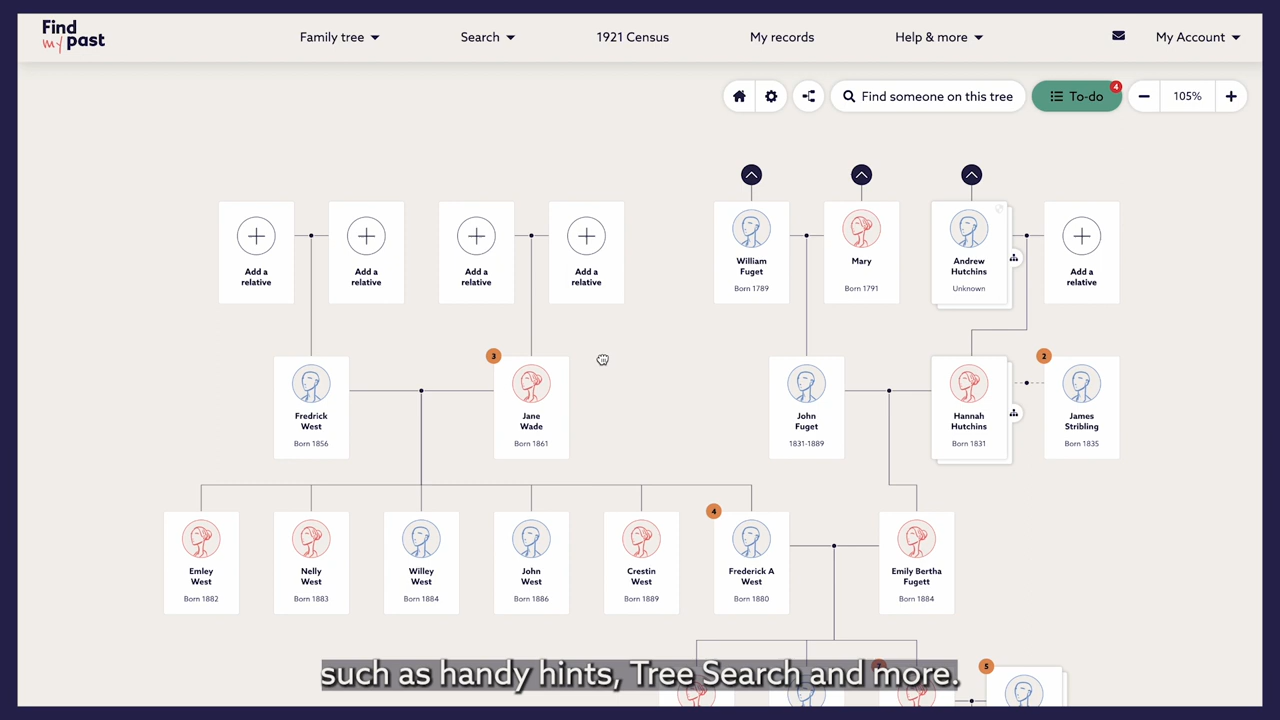 Find
my past
Family tree
Search
1921 Census
My records
Help & more
My Account
Find someone on this tree
To-do
4
105%
Add a
relative
Add a
relative
Add a
relative
Add a
relative
William
Fuget
Born 1789
Mary
Born 1791
Andrew
Hutchins
Unknown
Add a
relative
3
2
Fredrick
West
Born 1856
Jane
Wade
Born 1861
John
Fuget
1831-1889
Hannah
Hutchins
Born 1831
James
Stribling
Born 1835
4
Emley
West
Born 1882
Nelly
West
Born 1883
Willey
West
Born 1884
John
West
Born 1886
Crestin
West
Born 1889
Frederick A
West
Born 1880
Emily Bertha
Fugett
Born 1884
7
5
such as handy hints, Tree Search and more.